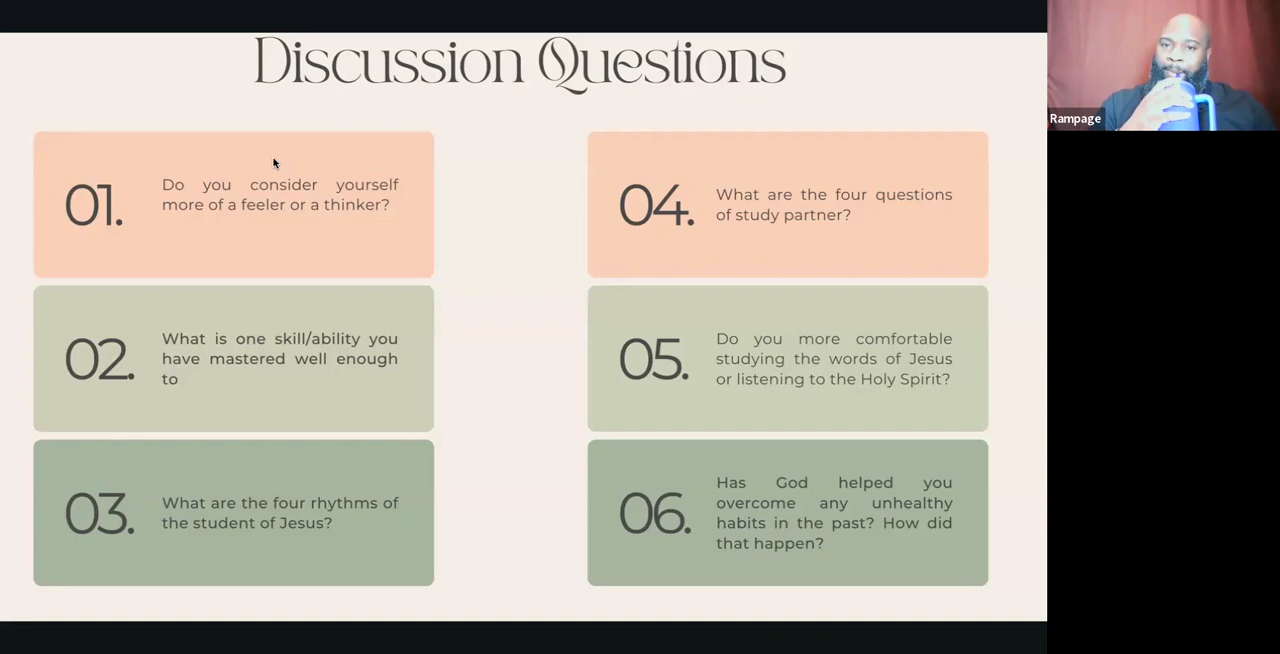 Discussion Questions
01.
Do you consider yourself
more of a feeler or a thinker?
02.
What is one skill/ability you
have mastered well enough
to
03.
What are the four rhythms of
the student of Jesus?
04.
What are the four questions
of study partner?
05.
Do you more comfortable
studying the words of Jesus
or listening to the Holy Spirit?
06.
Has God helped you
overcome any unhealthy
habits in the past? How did
that happen?
Rampage